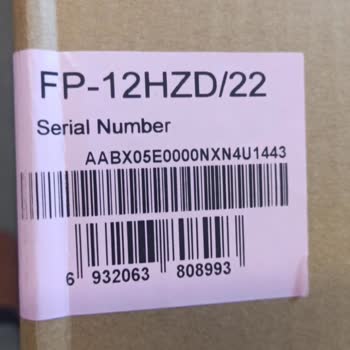 FP-12HZD/22
Serial Number
AABX05E0000NXN4U1443
6 932063 808993